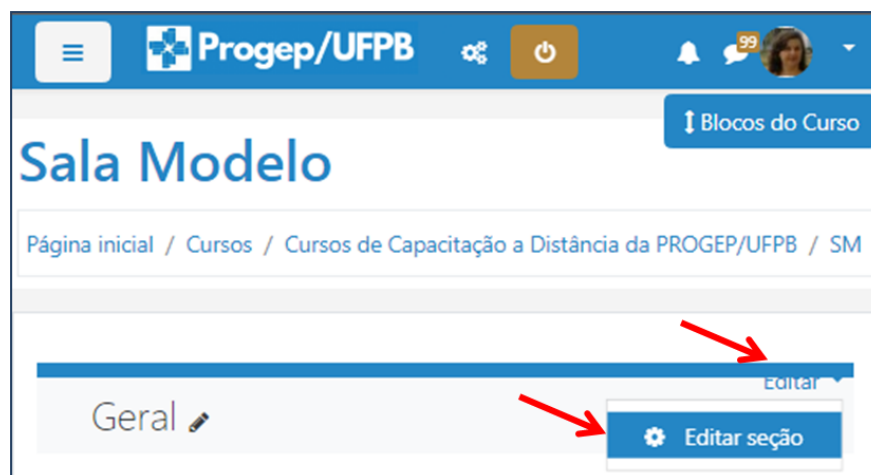 Progep/UFPB
99
Blocos do Curso
Sala Modelo
Página inicial / Cursos / Cursos de Capacitação a Distância da PROGEP/UFPB / SM
Editar
Geral
Editar seção